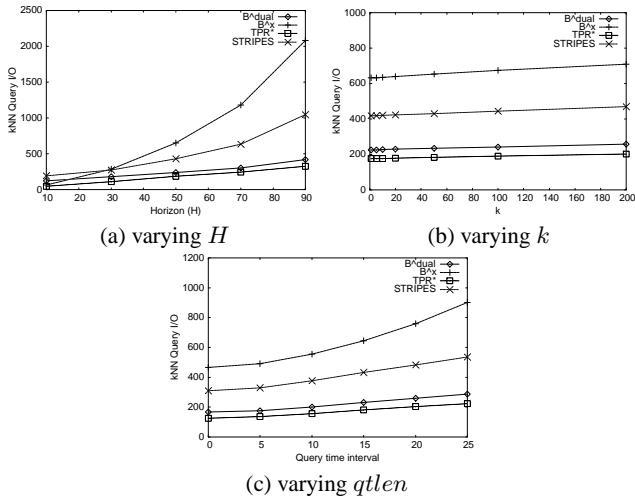 kNN Query I/O
2500
2000
1500
1000
500
0
10 20 30 40 50 60 70 80 90
Horizon (H)
B^dual
B^x
TPR*
STRIPES
(a) varying H
kNN Query I/O
1000
800
600
400
200
0
0 20 40 60 80 100 120 140 160 180 200
k
B^dual
B^x
TPR*
STRIPES
(b) varying k
kNN Query I/O
1200
1000
800
600
400
200
0
0 5 10 15 20 25
Query time interval
B^dual
B^x
TPR*
STRIPES
(c) varying qtlen